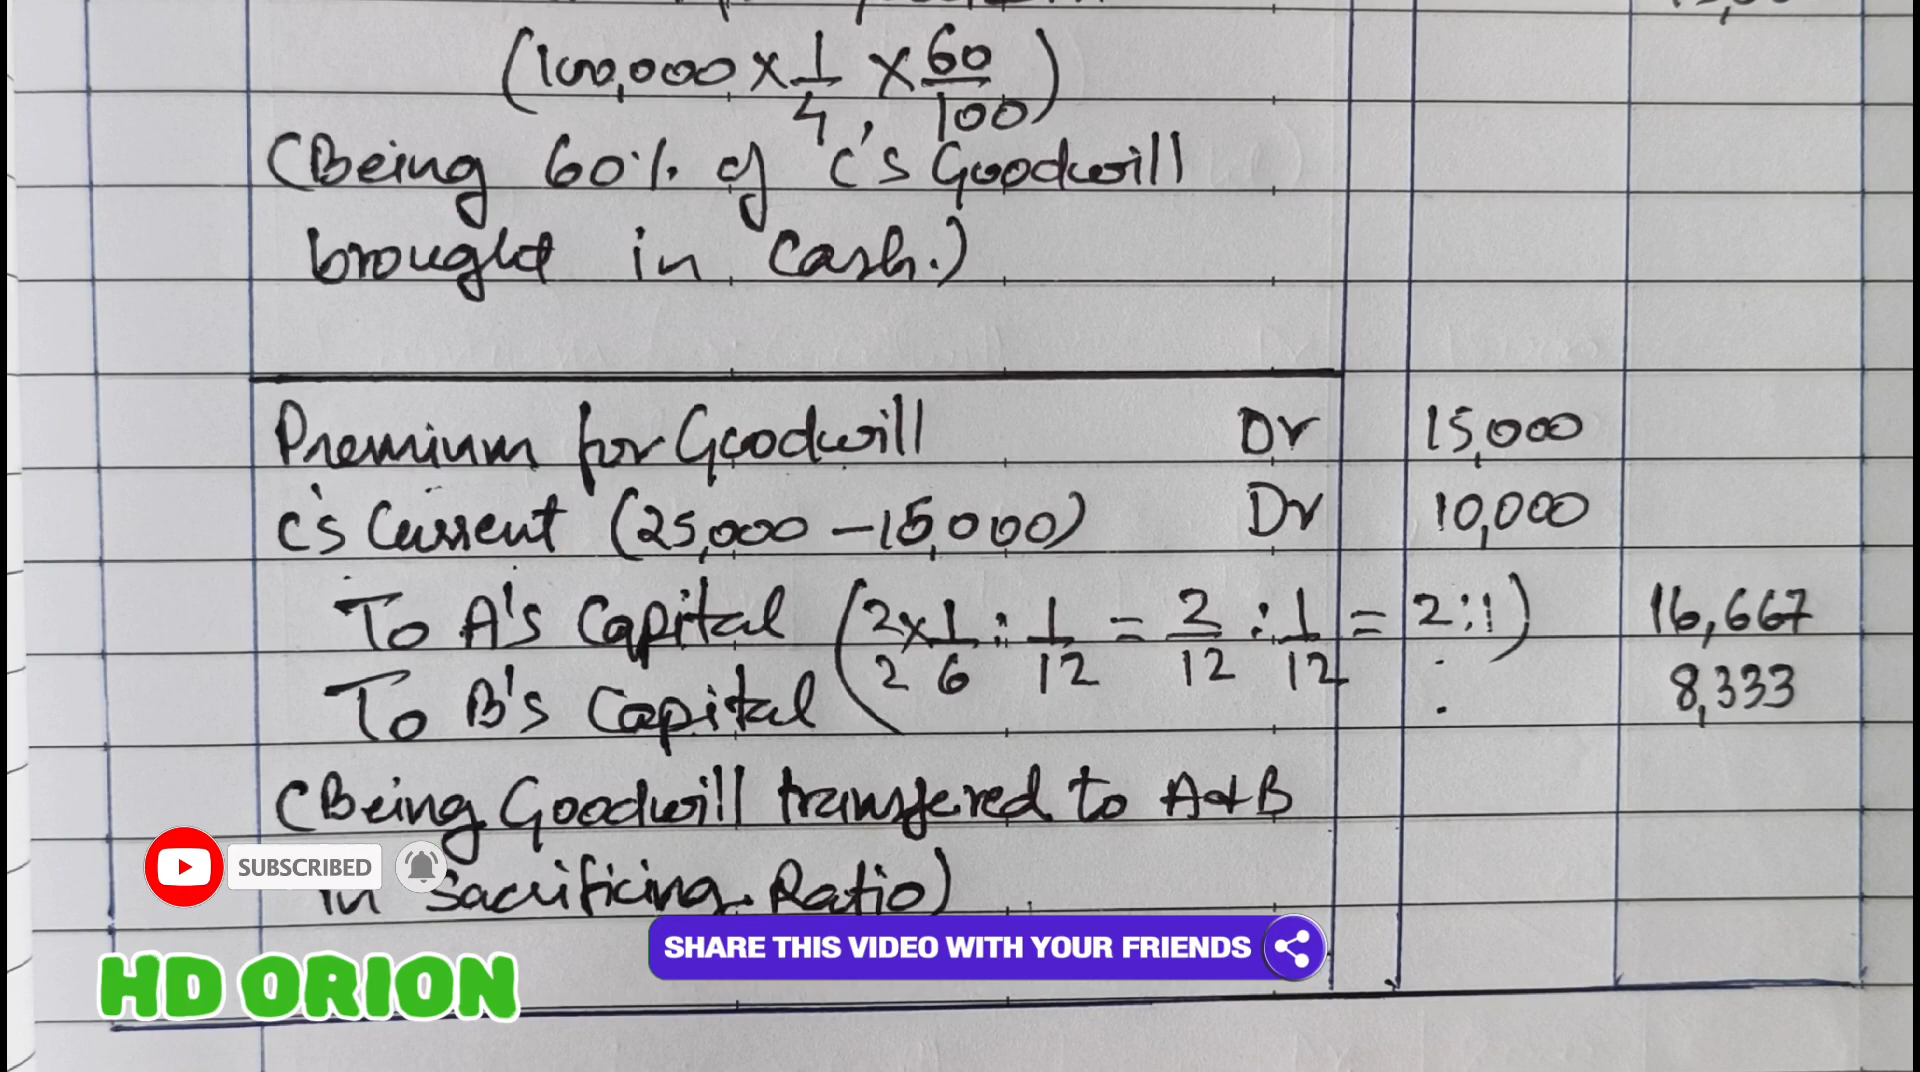 (100,000 × 1/4 × 60/100)
(Being 60% of C's Goodwill
brought in Cash.)
Premium for Goodwill Dr 15,000
C's Current (25,000 - 15,000) Dr 10,000
To A's Capital (2/2 × 1/6 : 1/12 = 2/12 : 1/12 = 2:1) 16,667
To B's Capital 8,333
(Being Goodwill transfered to A & B
in Sacrificing Ratio)
SUBSCRIBED
SHARE THIS VIDEO WITH YOUR FRIENDS
HD ORION